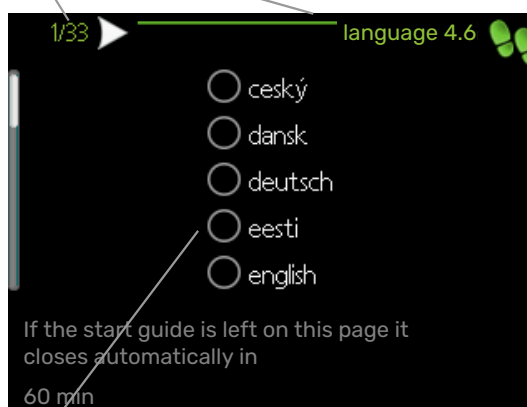 1/33
language 4.6
ceský
dansk
deutsch
eesti
english
If the start guide is left on this page it
closes automatically in
60 min